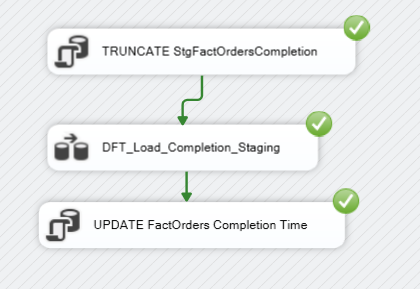 TRUNCATE StgFactOrdersCompletion
DFT_Load_Completion_Staging
UPDATE FactOrders Completion Time